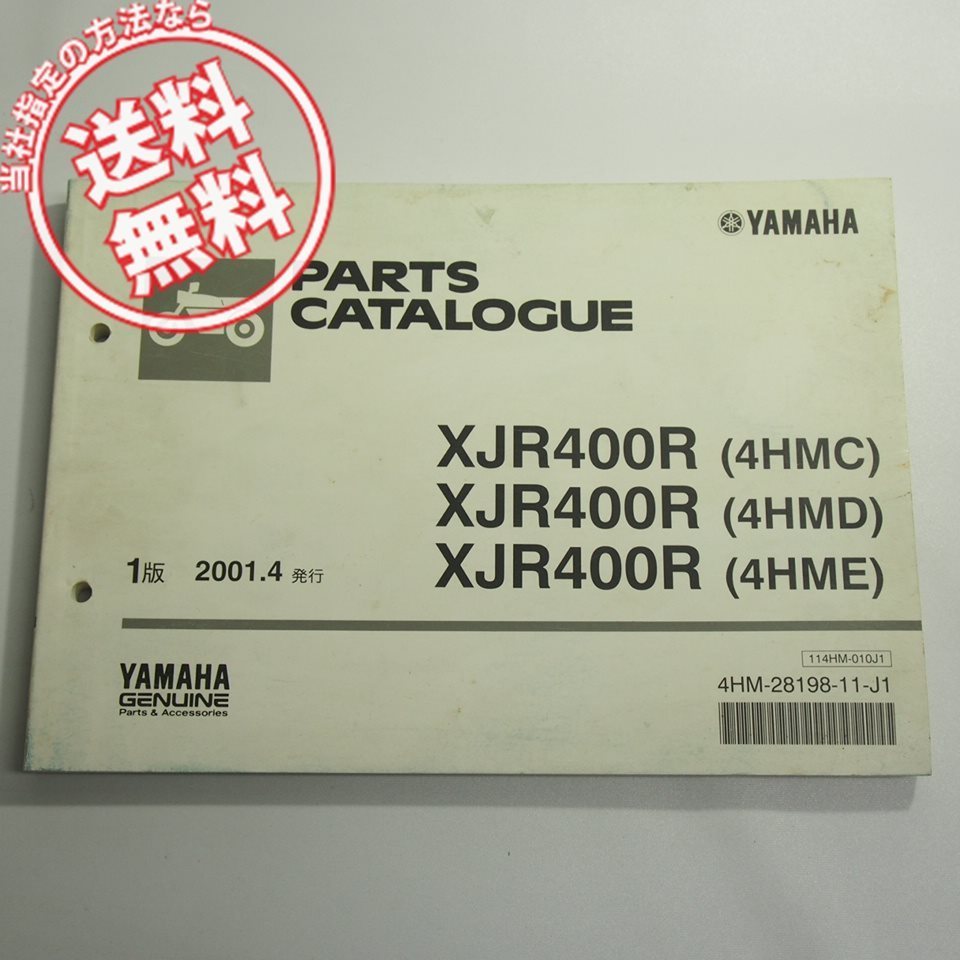 当社指定の方法なら
送料
無料
YAMAHA
PARTS
CATALOGUE
XJR400R (4HMC)
XJR400R (4HMD)
XJR400R (4HME)
1版 2001.4 発行
114HM-010J1
4HM-28198-11-J1
YAMAHA
GENUINE
Parts & Accessories